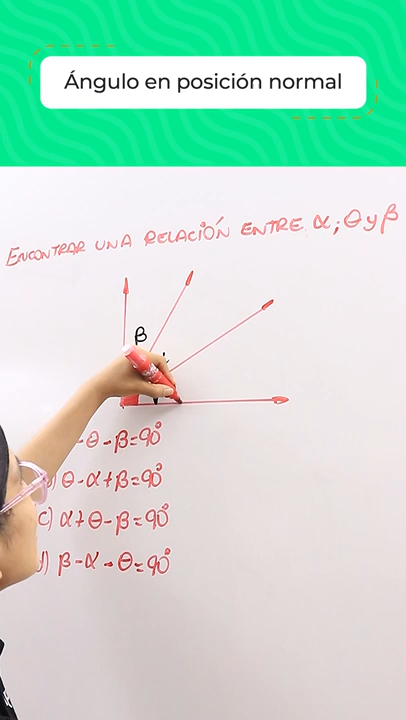 Ángulo en posición normal
ENCONTRAR UNA RELACIÓN ENTRE α; θ y β
β
-θ-β=90°
θ-α+β=90°
c) α+θ-β=90°
d) β-α-θ=90°